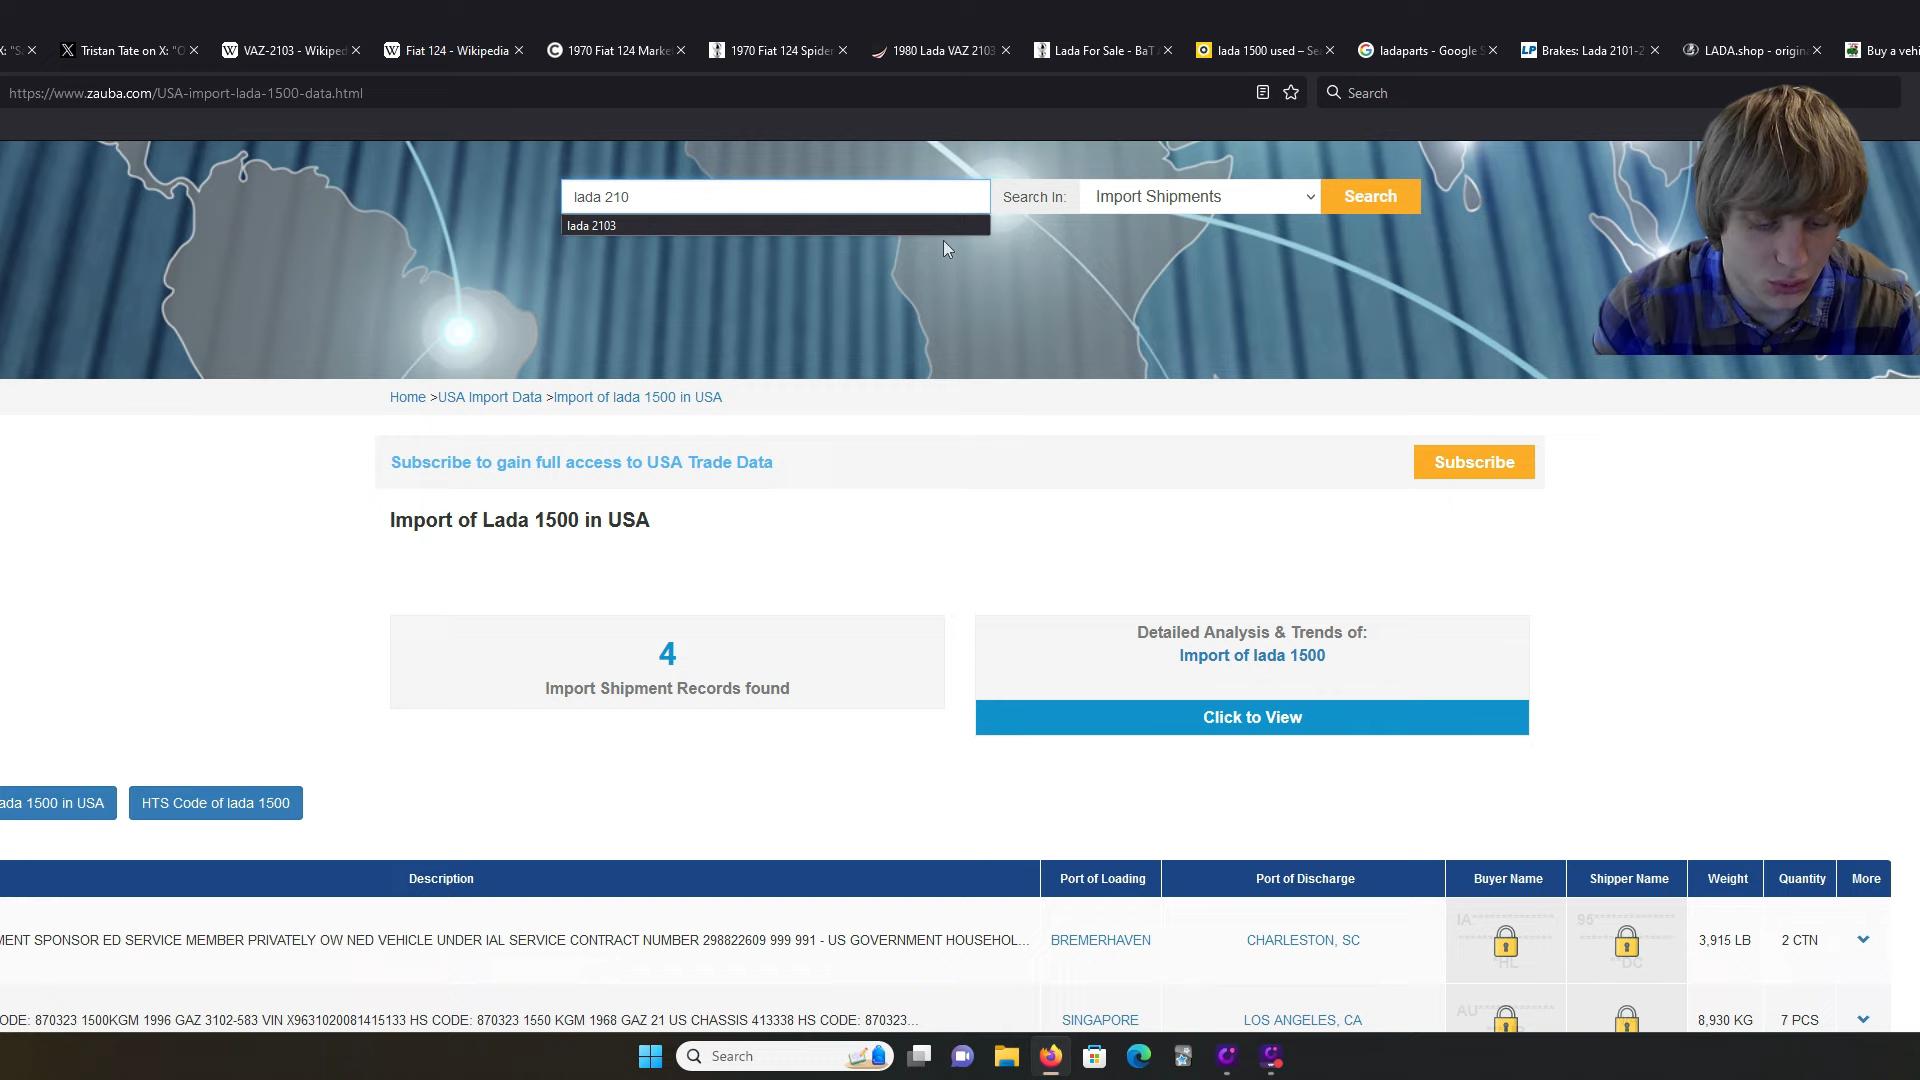 X: "S
Tristan Tate on X: "O
VAZ-2103 - Wikiped
Fiat 124 - Wikipedia
1970 Fiat 124 Marke
1970 Fiat 124 Spider
1980 Lada VAZ 2103
Lada For Sale - BaT A
lada 1500 used – Se
ladaparts - Google S
Brakes: Lada 2101-2
LADA.shop - origina
Buy a vehi
https://www.zauba.com/USA-import-lada-1500-data.html
Search
lada 210
Search In:
Import Shipments
Search
lada 2103
Home >USA Import Data >Import of lada 1500 in USA
Subscribe to gain full access to USA Trade Data
Subscribe
Import of Lada 1500 in USA
4
Import Shipment Records found
Detailed Analysis & Trends of:
Import of lada 1500
Click to View
ada 1500 in USA
HTS Code of lada 1500
Description
Port of Loading
Port of Discharge
Buyer Name
Shipper Name
Weight
Quantity
More
MENT SPONSOR ED SERVICE MEMBER PRIVATELY OW NED VEHICLE UNDER IAL SERVICE CONTRACT NUMBER 298822609 999 991 - US GOVERNMENT HOUSEHOL...
BREMERHAVEN
CHARLESTON, SC
3,915 LB
2 CTN
ODE: 870323 1500KGM 1996 GAZ 3102-583 VIN X9631020081415133 HS CODE: 870323 1550 KGM 1968 GAZ 21 US CHASSIS 413338 HS CODE: 870323...
SINGAPORE
LOS ANGELES, CA
8,930 KG
7 PCS
Search